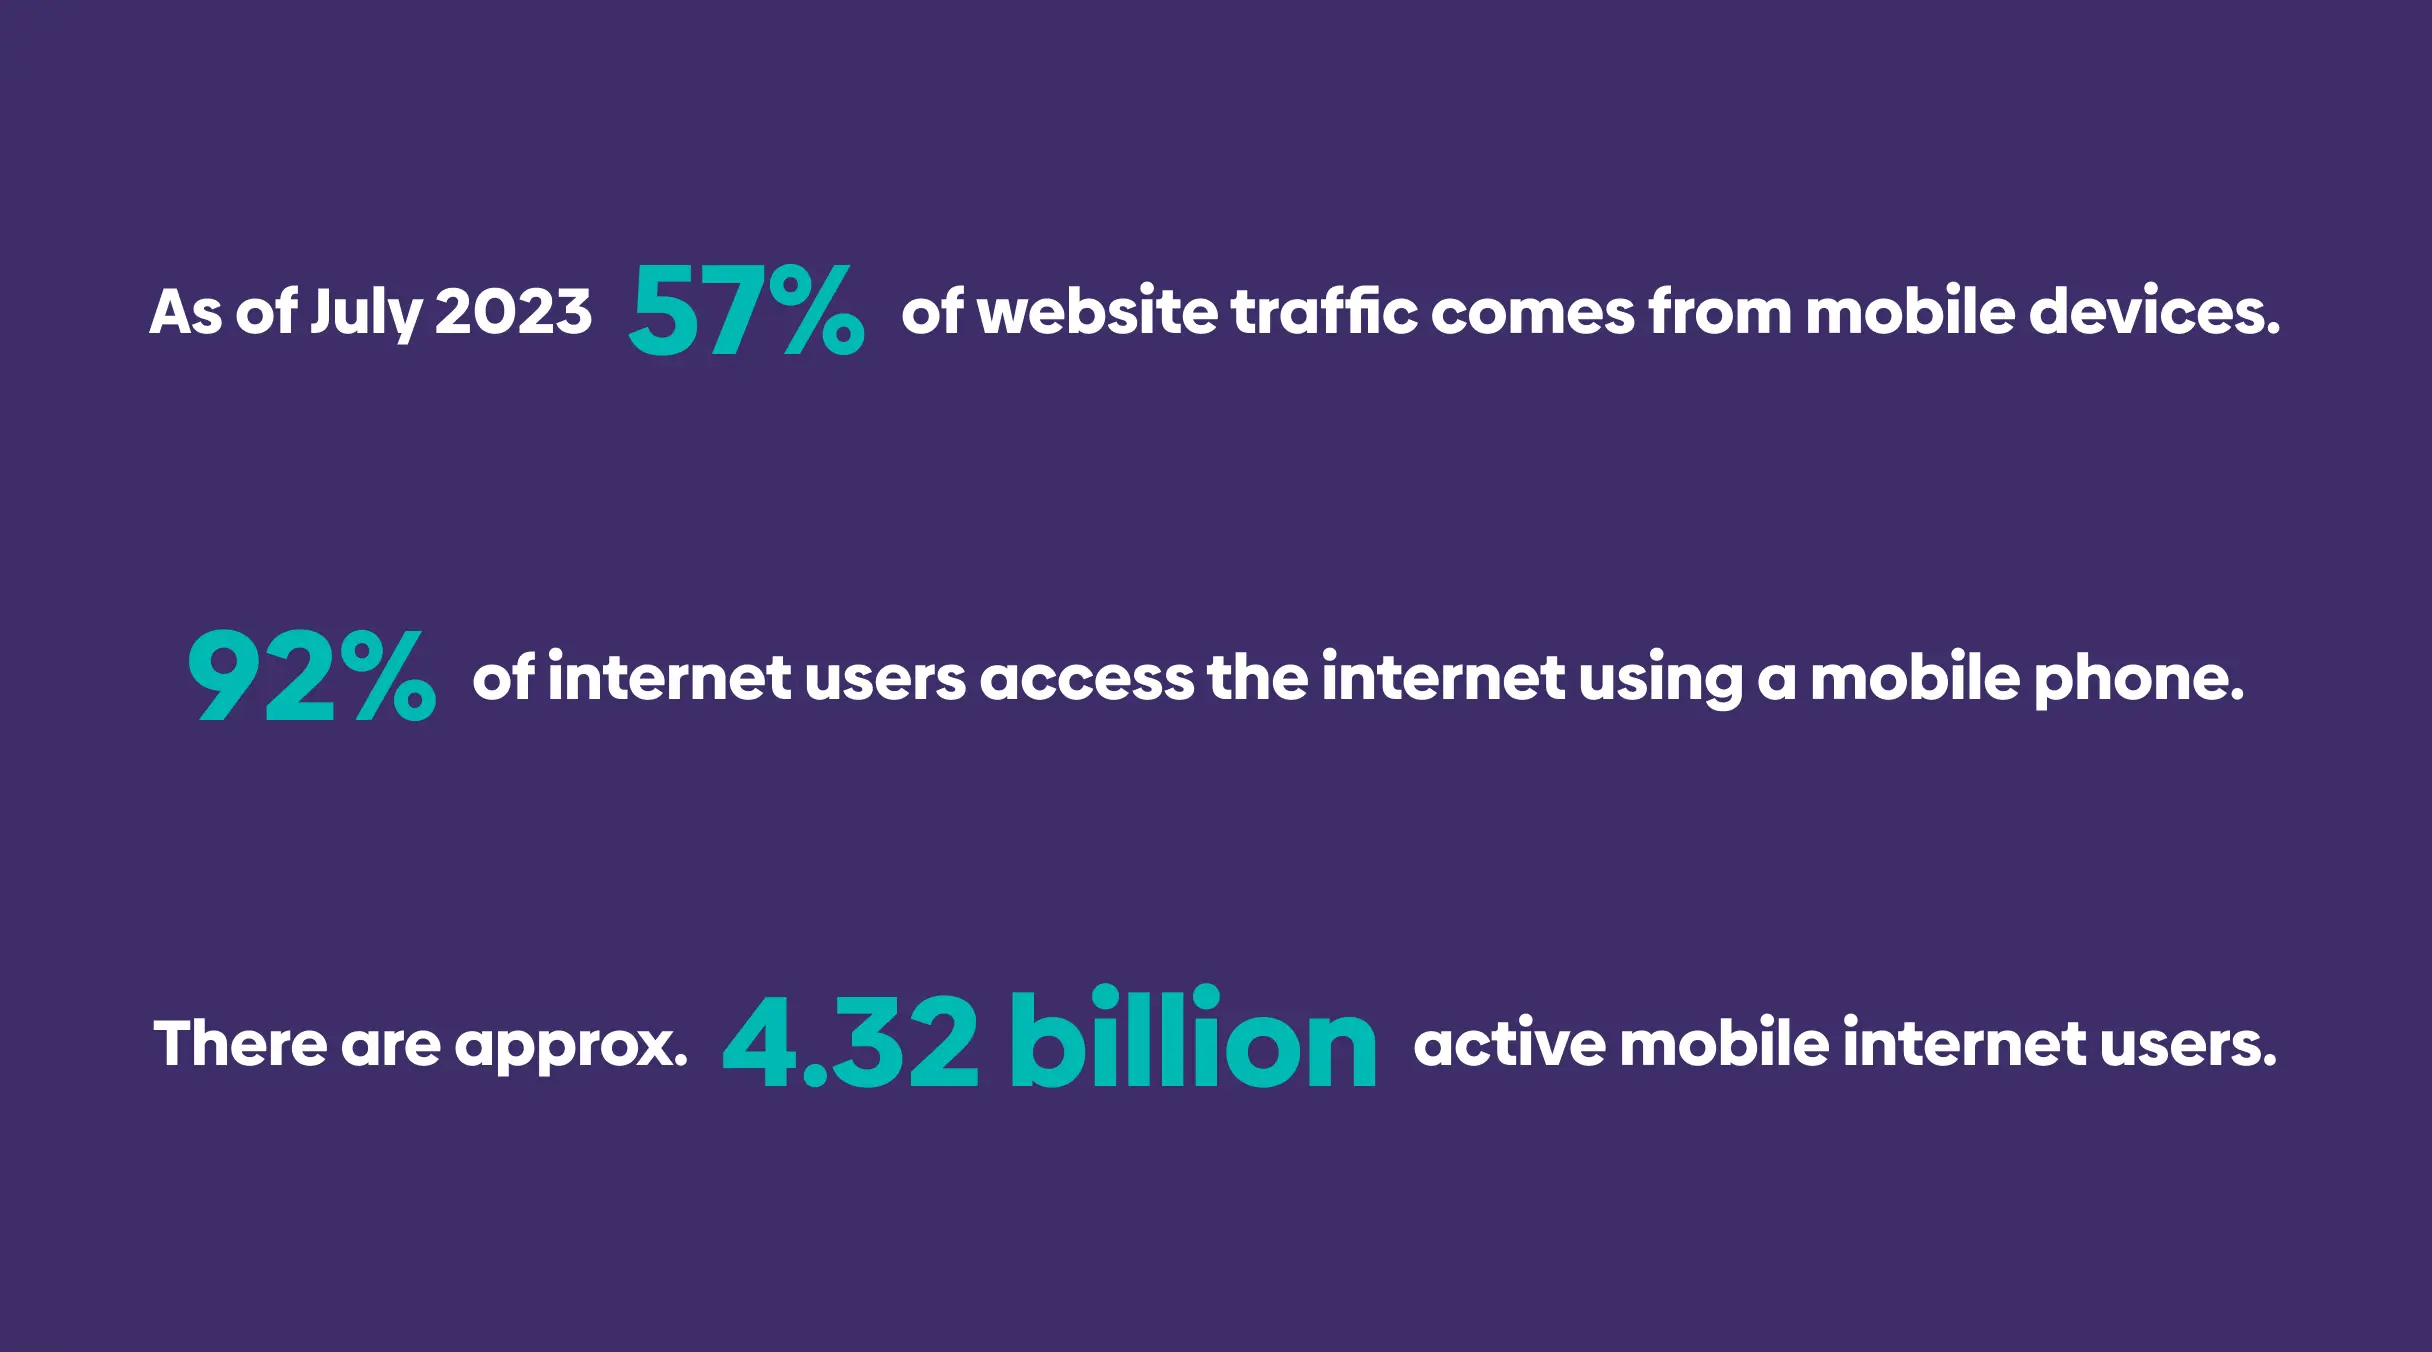 As of July 2023 57% of website traffic comes from mobile devices.
92% of internet users access the internet using a mobile phone.
There are approx. 4.32 billion active mobile internet users.